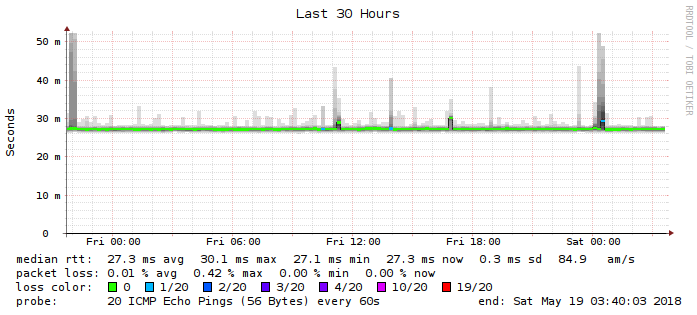 Last 30 Hours
RRDTOOL / TOBI OETIKER
Seconds
50 m
40 m
30 m
20 m
10 m
0
Fri 00:00 Fri 06:00 Fri 12:00 Fri 18:00 Sat 00:00
median rtt: 27.3 ms avg 30.1 ms max 27.1 ms min 27.3 ms now 0.3 ms sd 84.9 am/s
packet loss: 0.01 % avg 0.42 % max 0.00 % min 0.00 % now
loss color: 0 1/20 2/20 3/20 4/20 10/20 19/20
probe: 20 ICMP Echo Pings (56 Bytes) every 60s end: Sat May 19 03:40:03 2018